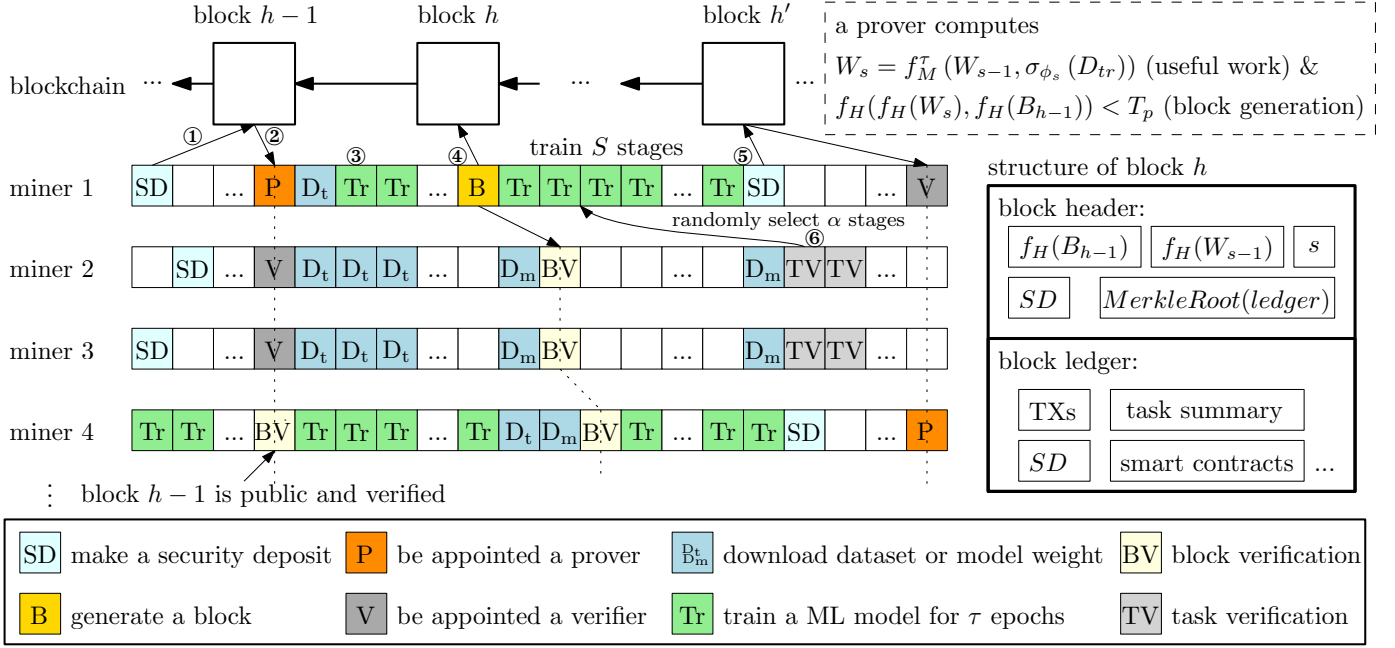 block h − 1
block h
block h′
a prover computes
W_s = f_M^τ (W_{s−1}, σ_{ϕ_s} (D_{tr})) (useful work) &
f_H(f_H(W_s), f_H(B_{h−1})) < T_p (block generation)
blockchain ... ... ...
① ② ③ ④ train S stages ⑤
miner 1 SD ... P D_t Tr Tr ... B Tr Tr Tr Tr ... Tr SD ... V
randomly select α stages
⑥
miner 2 SD ... V D_t D_t D_t ... D_m BV ... D_m TV TV ...
miner 3 SD ... V D_t D_t D_t ... D_m BV ... D_m TV TV ...
miner 4 Tr Tr ... BV Tr Tr Tr ... Tr D_t D_m BV Tr ... Tr Tr SD ... P
⋮ block h − 1 is public and verified
structure of block h
block header:
f_H(B_{h−1}) f_H(W_{s−1}) s
SD MerkleRoot(ledger)
block ledger:
TXs task summary
SD smart contracts ...
SD make a security deposit P be appointed a prover D_t D_m download dataset or model weight BV block verification
B generate a block V be appointed a verifier Tr train a ML model for τ epochs TV task verification